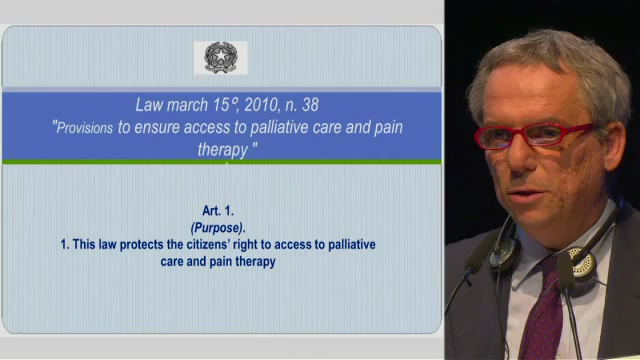 Law march 15º, 2010, n. 38
"Provisions to ensure access to palliative care and pain
therapy "
Art. 1.
(Purpose).
1. This law protects the citizens' right to access to palliative
care and pain therapy